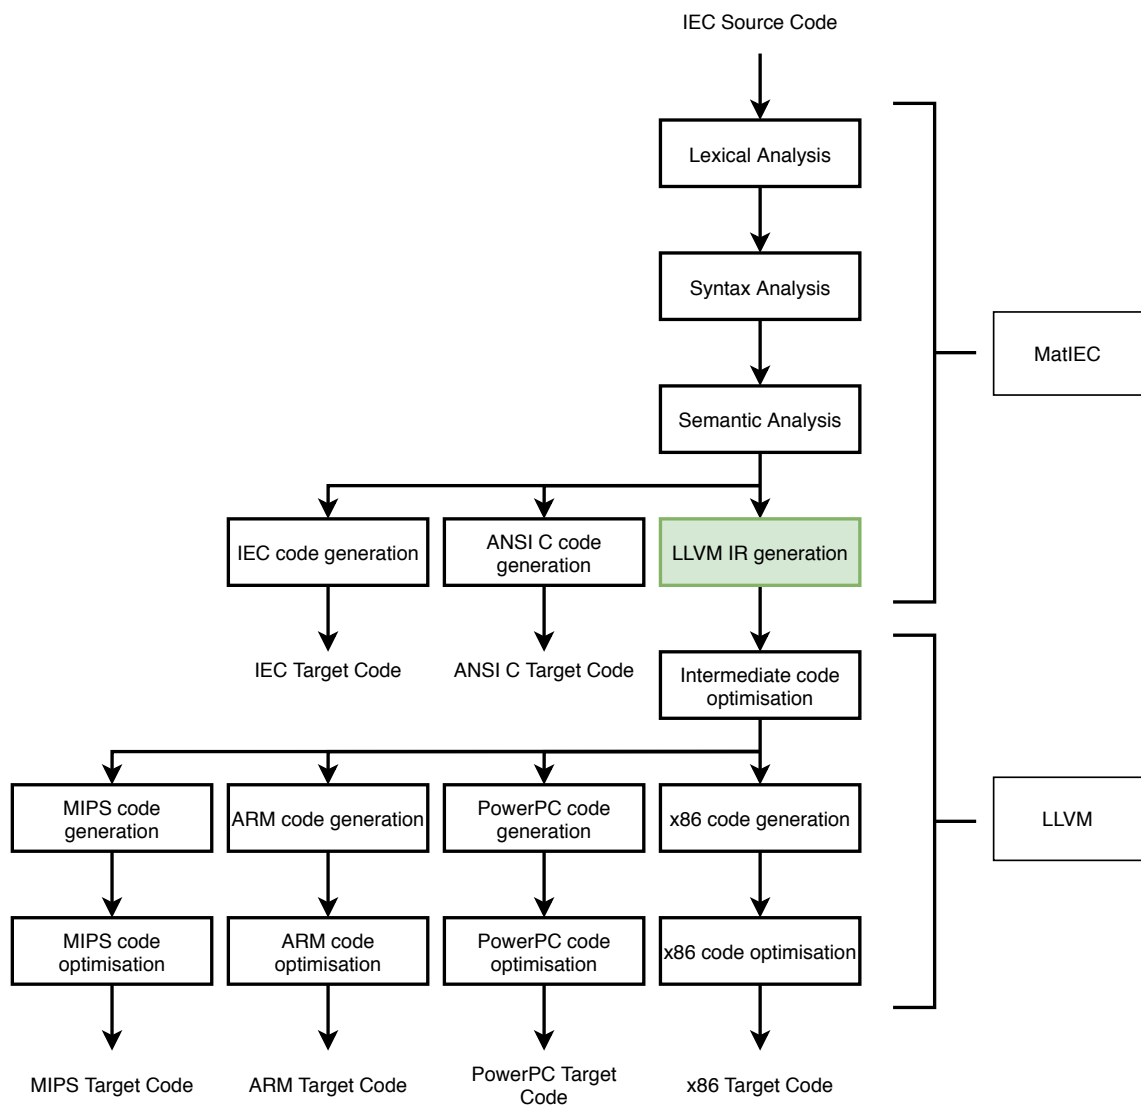 IEC Source Code
Lexical Analysis
Syntax Analysis
MatIEC
Semantic Analysis
IEC code generation
ANSI C code
generation
LLVM IR generation
IEC Target Code
ANSI C Target Code
Intermediate code
optimisation
MIPS code
generation
ARM code generation
PowerPC code
generation
x86 code generation
LLVM
MIPS code
optimisation
ARM code
optimisation
PowerPC code
optimisation
x86 code optimisation
MIPS Target Code
ARM Target Code
PowerPC Target
Code
x86 Target Code